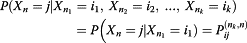 P(X_n = j|X_{n_1} = i_1, X_{n_2} = i_2, ..., X_{n_k} = i_k)
= P(X_n = j|X_{n_1} = i_1) = P_{ij}^{(n_k,n)}